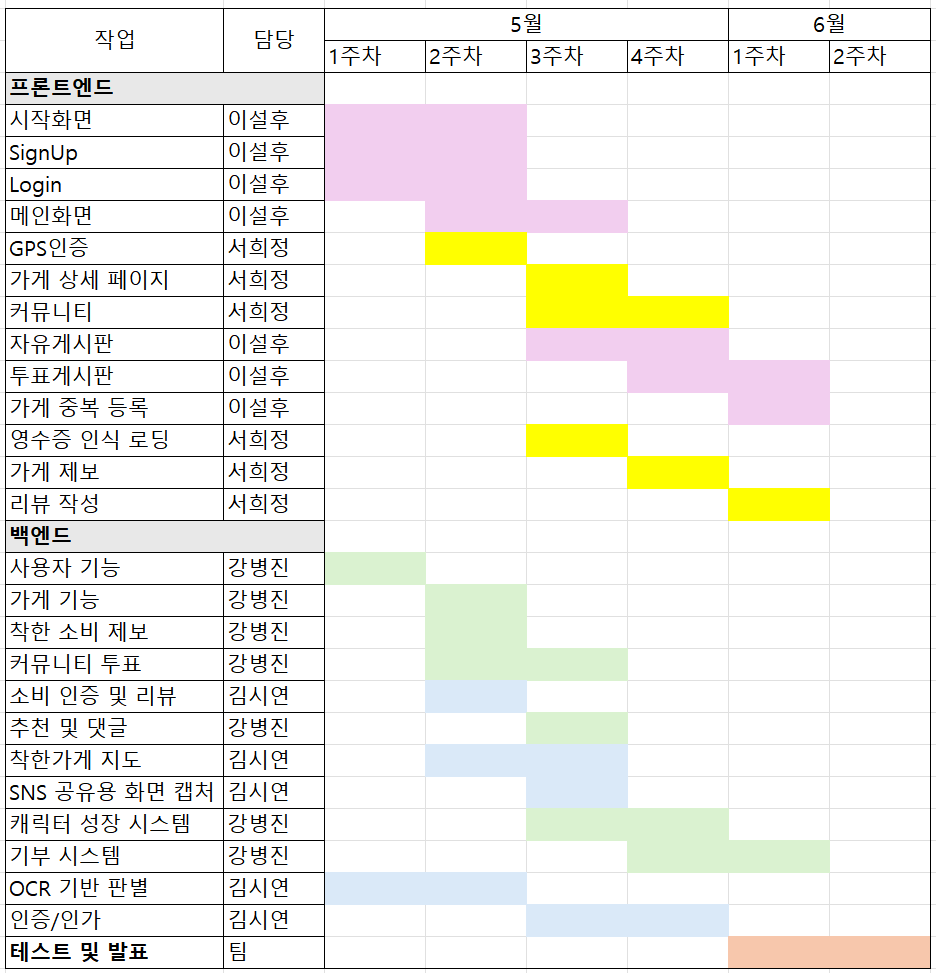 작업 담당 5월 6월
1주차 2주차 3주차 4주차 1주차 2주차
프론트엔드
시작화면 이설후
SignUp 이설후
Login 이설후
메인화면 이설후
GPS인증 서희정
가게 상세 페이지 서희정
커뮤니티 서희정
자유게시판 이설후
투표게시판 이설후
가게 중복 등록 이설후
영수증 인식 로딩 서희정
가게 제보 서희정
리뷰 작성 서희정
백엔드
사용자 기능 강병진
가게 기능 강병진
착한 소비 제보 강병진
커뮤니티 투표 강병진
소비 인증 및 리뷰 김시연
추천 및 댓글 강병진
착한가게 지도 김시연
SNS 공유용 화면 캡처 김시연
캐릭터 성장 시스템 강병진
기부 시스템 강병진
OCR 기반 판별 김시연
인증/인가 김시연
테스트 및 발표 팀